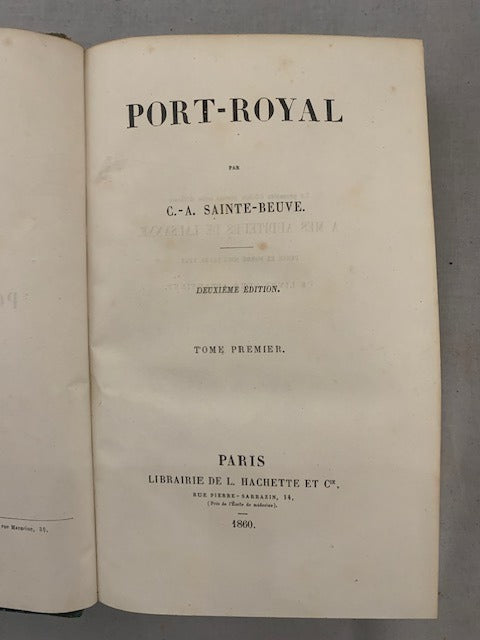 PORT-ROYAL
PAR
C.-A. SAINTE-BEUVE.
DEUXIÈME ÉDITION.
TOME PREMIER.
PARIS
LIBRAIRIE DE L. HACHETTE ET Cie,
RUE PIERRE-SARRAZIN, 14,
(Près de l'École de médecine).
1860.